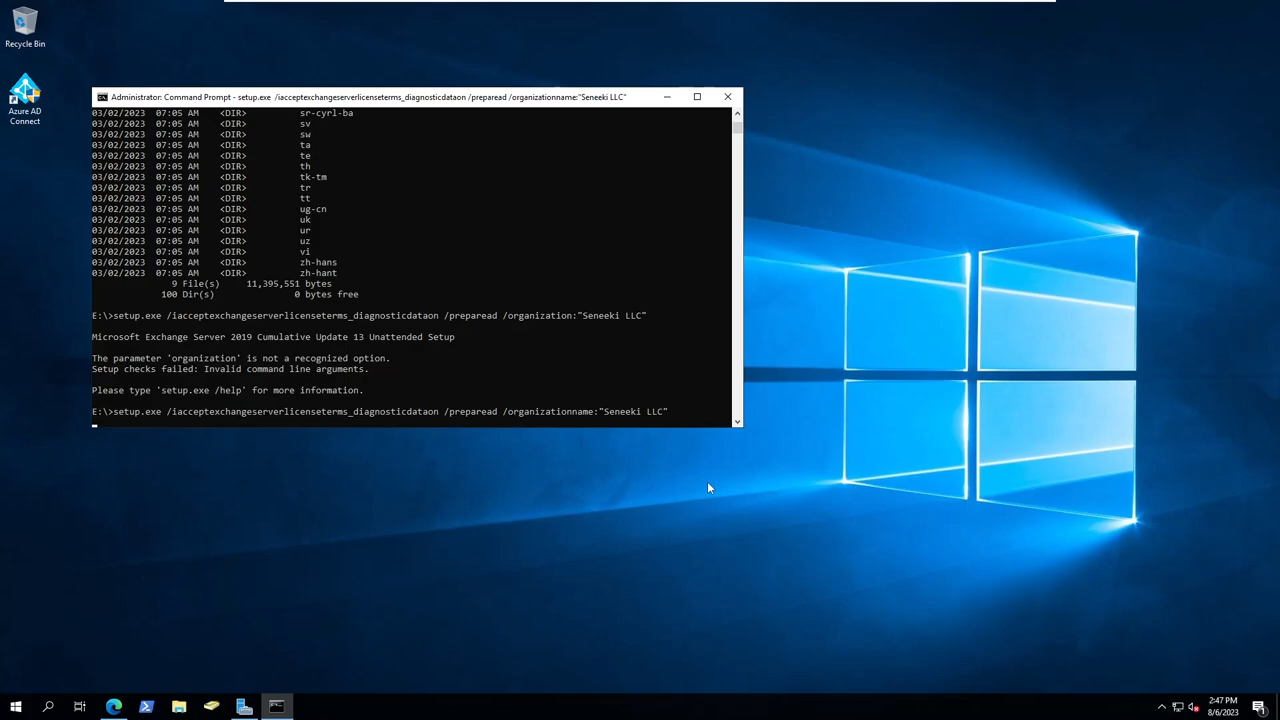 Recycle Bin
Azure AD
Connect
Administrator: Command Prompt - setup.exe /iacceptexchangeserverlicenseterms_diagnosticdataon /preparead /organizationname:"Seneeki LLC"
03/02/2023 07:05 AM <DIR> sr-cyrl-ba
03/02/2023 07:05 AM <DIR> sv
03/02/2023 07:05 AM <DIR> sw
03/02/2023 07:05 AM <DIR> ta
03/02/2023 07:05 AM <DIR> te
03/02/2023 07:05 AM <DIR> th
03/02/2023 07:05 AM <DIR> tk-tm
03/02/2023 07:05 AM <DIR> tr
03/02/2023 07:05 AM <DIR> tt
03/02/2023 07:05 AM <DIR> ug-cn
03/02/2023 07:05 AM <DIR> uk
03/02/2023 07:05 AM <DIR> ur
03/02/2023 07:05 AM <DIR> uz
03/02/2023 07:05 AM <DIR> vi
03/02/2023 07:05 AM <DIR> zh-hans
03/02/2023 07:05 AM <DIR> zh-hant
9 File(s) 11,395,551 bytes
100 Dir(s) 0 bytes free
E:\>setup.exe /iacceptexchangeserverlicenseterms_diagnosticdataon /preparead /organization:"Seneeki LLC"
Microsoft Exchange Server 2019 Cumulative Update 13 Unattended Setup
The parameter 'organization' is not a recognized option.
Setup checks failed: Invalid command line arguments.
Please type 'setup.exe /help' for more information.
E:\>setup.exe /iacceptexchangeserverlicenseterms_diagnosticdataon /preparead /organizationname:"Seneeki LLC"
2:47 PM
8/6/2023
1